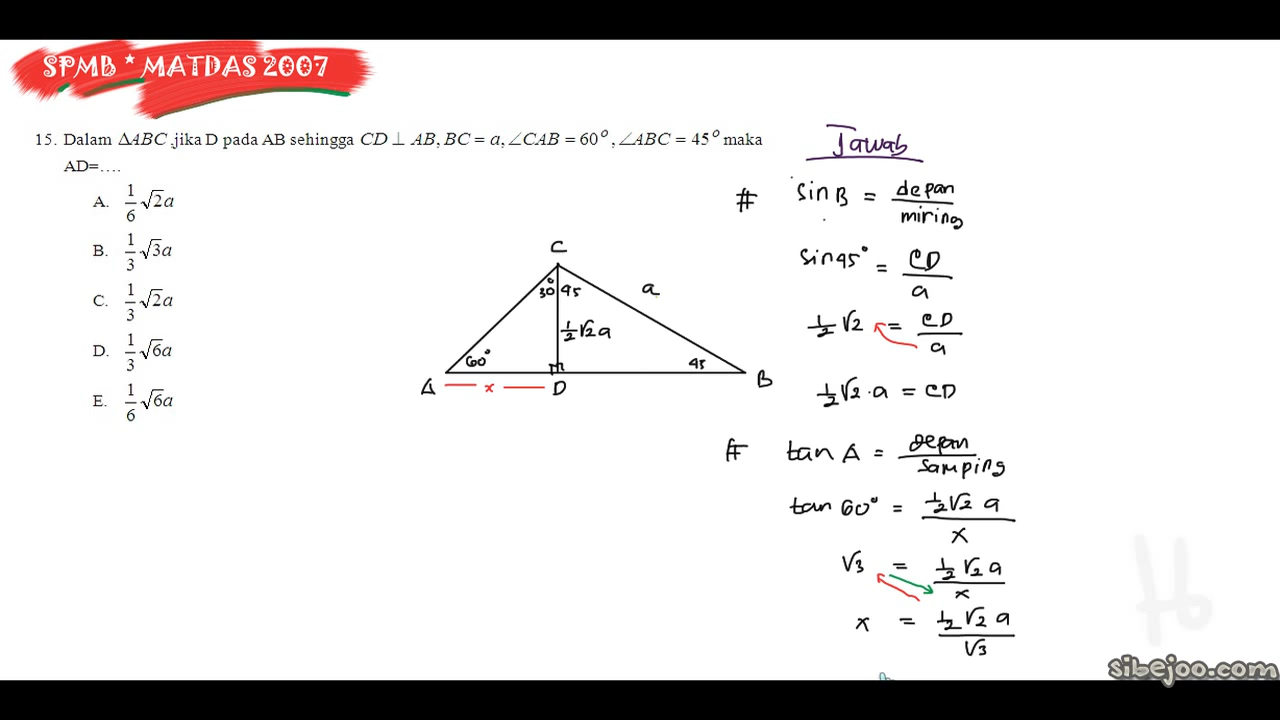 SPMB * MATDAS 2007
15. Dalam ΔABC .jika D pada AB sehingga CD ⊥ AB, BC = a, ∠CAB = 60°, ∠ABC = 45° maka
AD=....
A. 1/6 √2a
B. 1/3 √3a
C. 1/3 √2a
D. 1/3 √6a
E. 1/6 √6a
C
30° 45
a
1/2 √2 a
60°
45
A x D B
Jawab
# sin B = depan/miring
sin 45° = CD/a
1/2 √2 = CD/a
1/2 √2 · a = CD
# tan A = depan/samping
tan 60° = 1/2 √2 a / x
√3 = 1/2 √2 a / x
x = 1/2 √2 a / √3
sibejoo.com